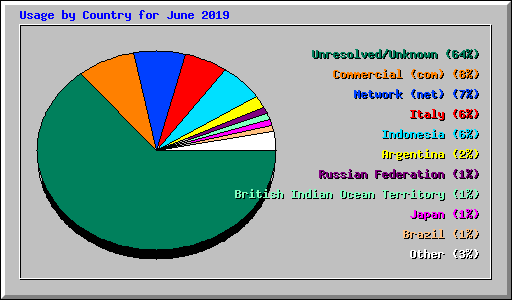 Usage by Country for June 2019
Unresolved/Unknown (64%)
Commercial (com) (8%)
Network (net) (7%)
Italy (6%)
Indonesia (6%)
Argentina (2%)
Russian Federation (1%)
British Indian Ocean Territory (1%)
Japan (1%)
Brazil (1%)
Other (3%)